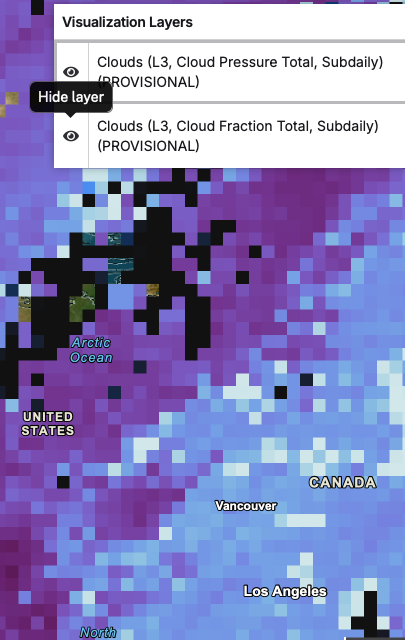 Visualization Layers
Clouds (L3, Cloud Pressure Total, Subdaily)
(PROVISIONAL)
Hide layer
Clouds (L3, Cloud Fraction Total, Subdaily)
(PROVISIONAL)
Arctic
Ocean
UNITED
STATES
CANADA
Vancouver
Los Angeles
North